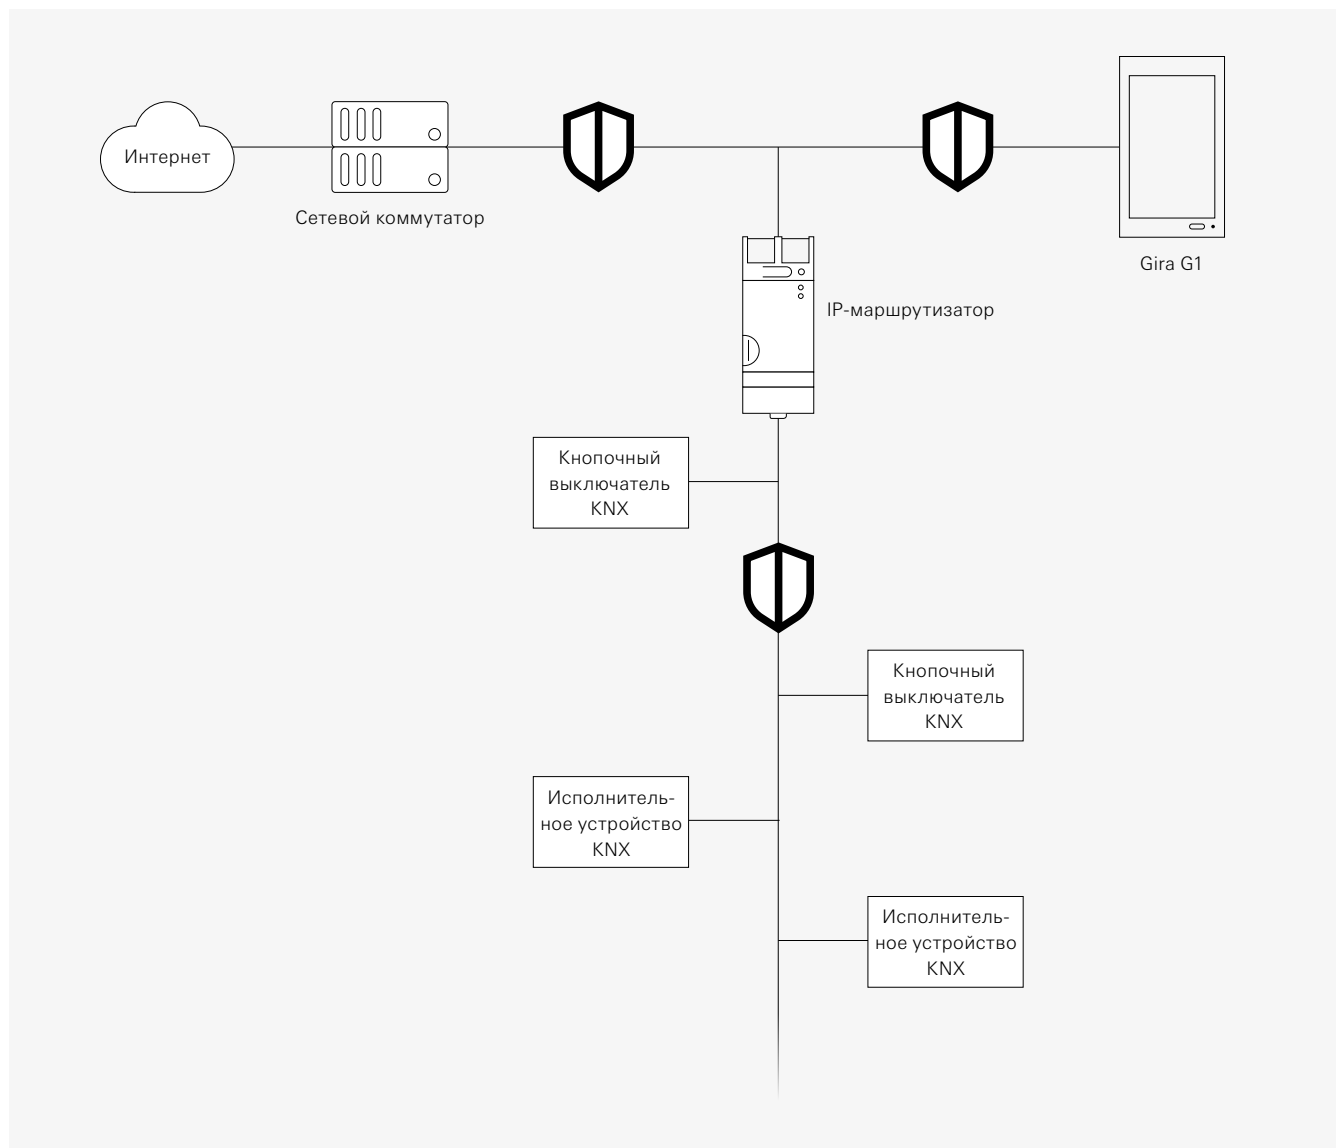 Интернет
Сетевой коммутатор
Gira G1
IP-маршрутизатор
Кнопочный
выключатель
KNX
Кнопочный
выключатель
KNX
Исполнитель-
ное устройство
KNX
Исполнитель-
ное устройство
KNX